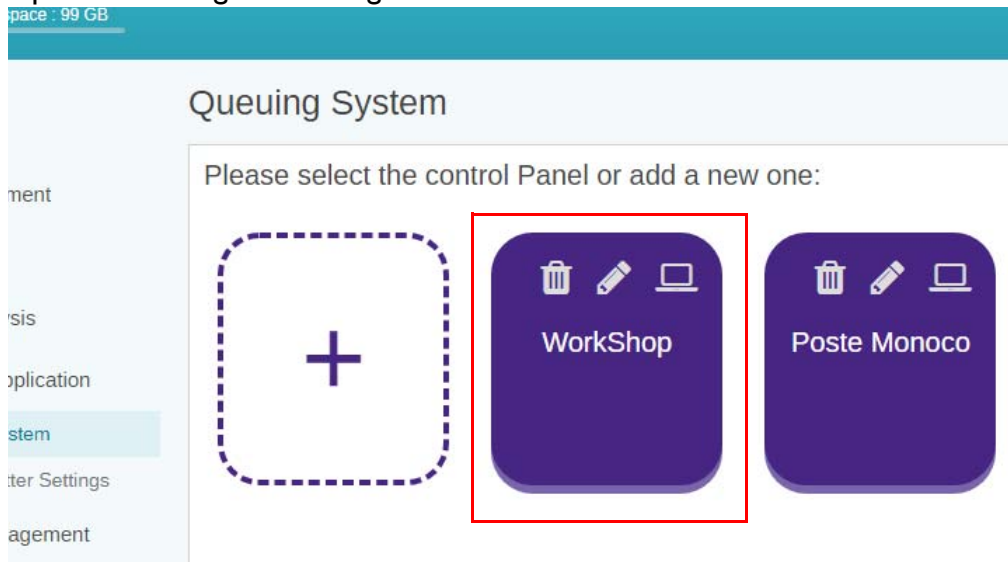 space : 99 GB
Queuing System
Please select the control Panel or add a new one:
WorkShop
Poste Monoco
ment
sis
pplication
stem
tter Settings
agement